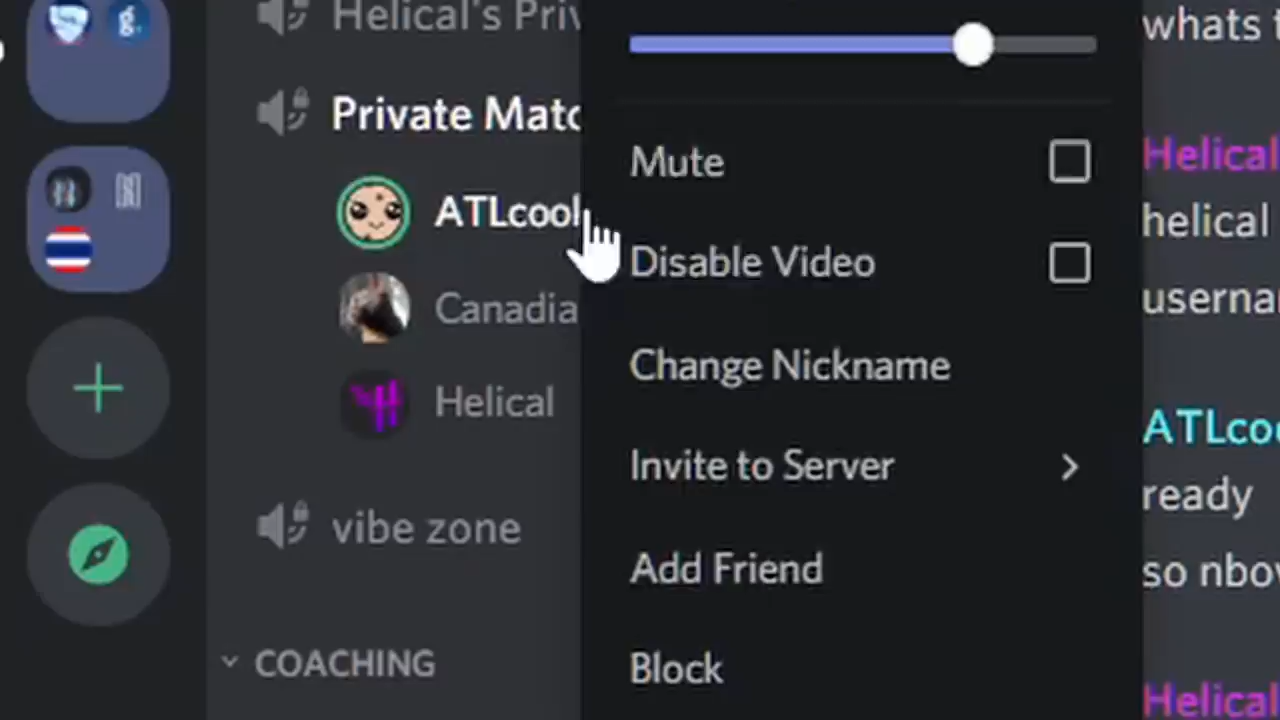 Helical's Priv
Private Matc
ATLcool
Canadia
Helical
vibe zone
COACHING
Mute
Disable Video
Change Nickname
Invite to Server
Add Friend
Block
whats t
Helical
helical
userna
ATLcoo
ready
so nbov
Helical
g.